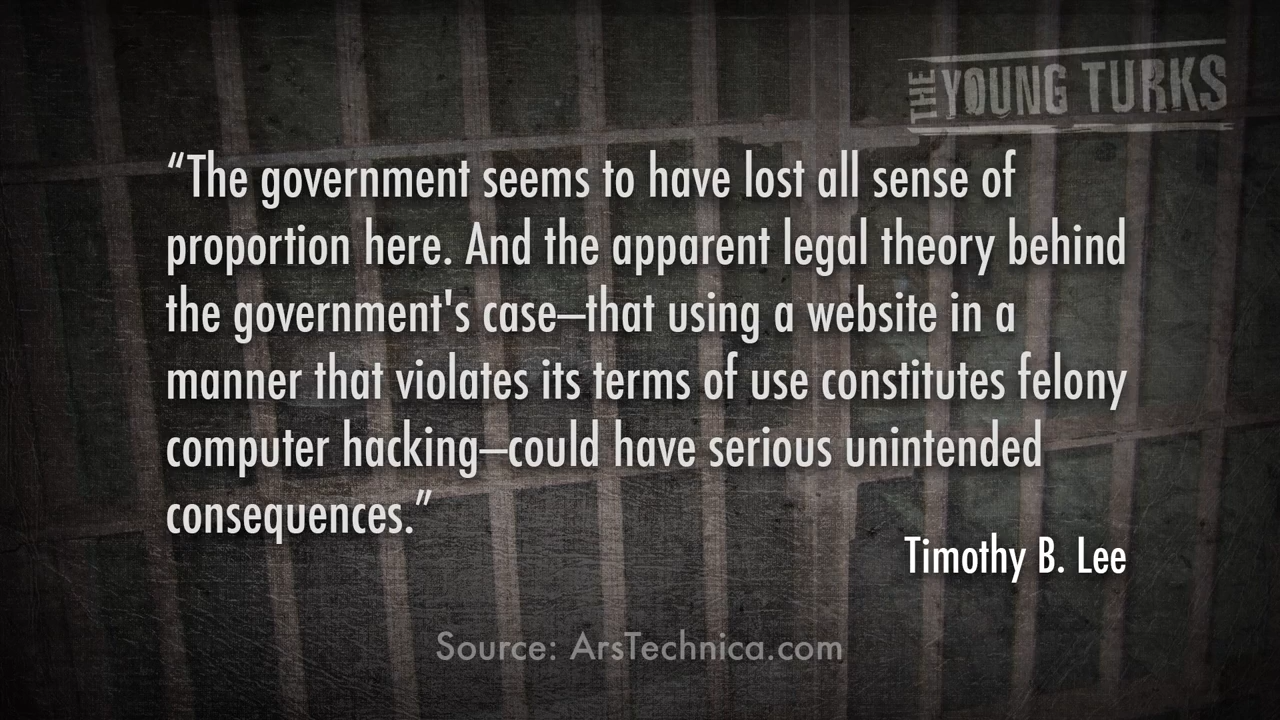 THE YOUNG TURKS
“The government seems to have lost all sense of
proportion here. And the apparent legal theory behind
the government's case–that using a website in a
manner that violates its terms of use constitutes felony
computer hacking–could have serious unintended
consequences.”
Timothy B. Lee
Source: ArsTechnica.com